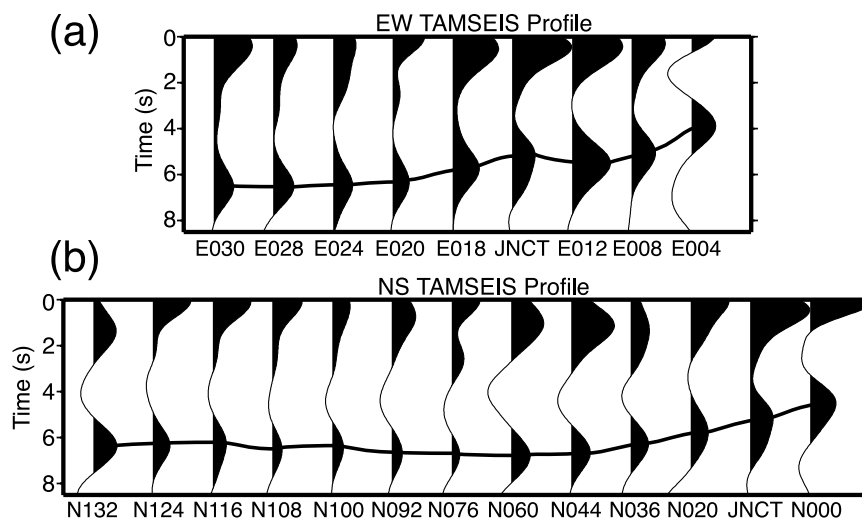 (a)
EW TAMSEIS Profile
0
2
4
6
8
Time (s)
E030 E028 E024 E020 E018 JNCT E012 E008 E004
(b)
NS TAMSEIS Profile
0
2
4
6
8
Time (s)
N132 N124 N116 N108 N100 N092 N076 N060 N044 N036 N020 JNCT N000